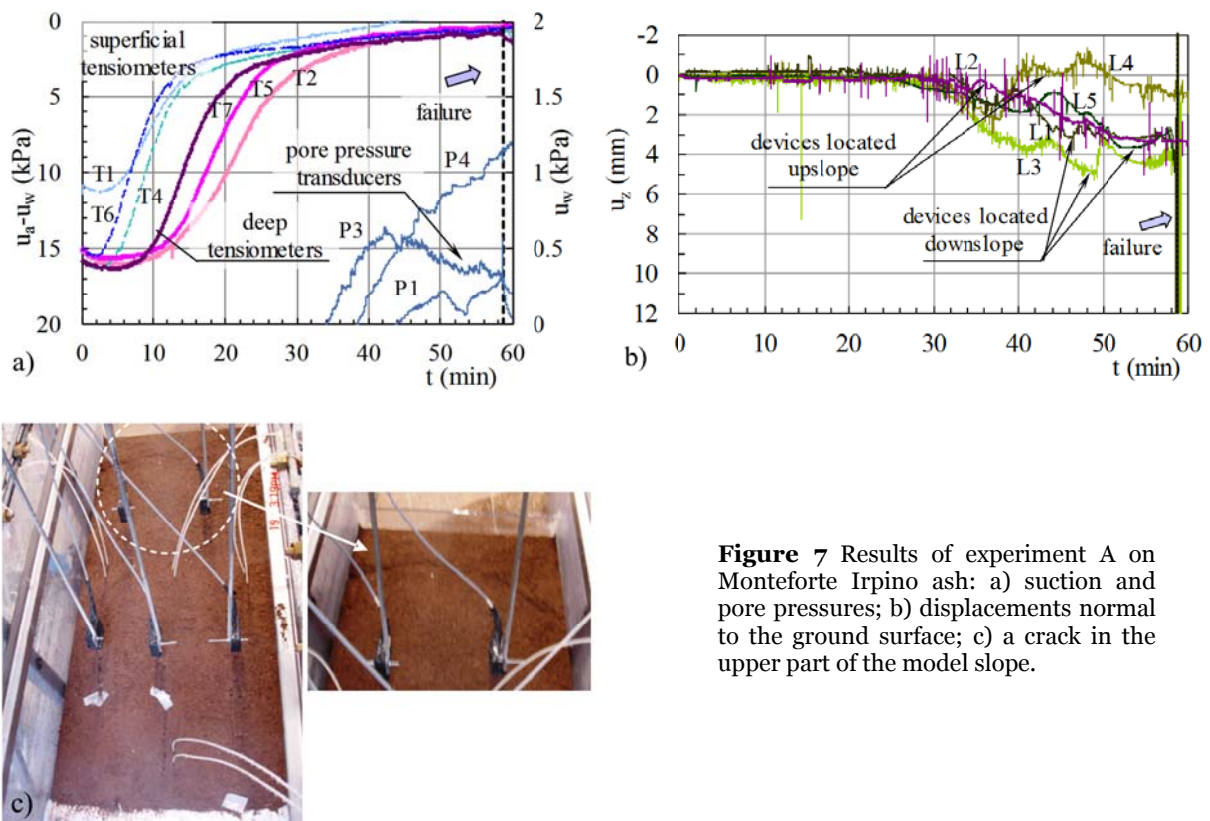 0
2
superficial
tensiometers
5
1.5
T5
T2
T7
failure
u_a-u_w (kPa)
10
pore pressure
transducers
P4
1
u_w (kPa)
T1
T6
T4
deep
tensiometers
15
P3
0.5
P1
20
0
0
10
20
30
40
50
60
a)
t (min)
-2
0
L2
L4
2
L5
devices located
upslope
L1
4
L3
u_z (mm)
6
devices located
downslope
8
failure
10
12
0
10
20
30
40
50
60
b)
t (min)
19 3:19PM
c)
Figure 7 Results of experiment A on
Monteforte Irpino ash: a) suction and
pore pressures; b) displacements normal
to the ground surface; c) a crack in the
upper part of the model slope.